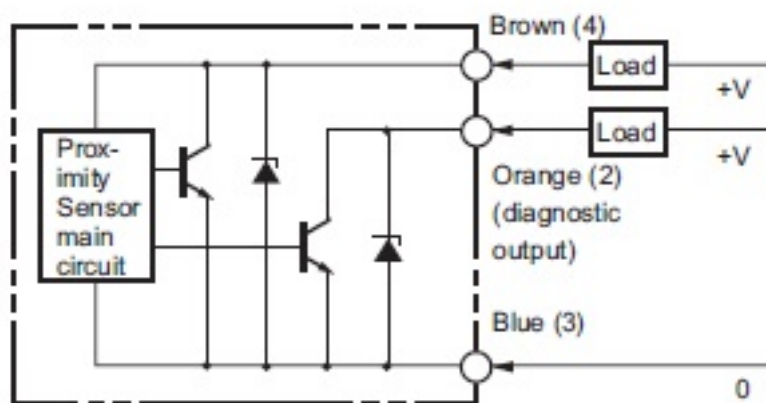 Brown (4)
Load
+V
Load
+V
Prox-
imity
Sensor
main
circuit
Orange (2)
(diagnostic
output)
Blue (3)
0